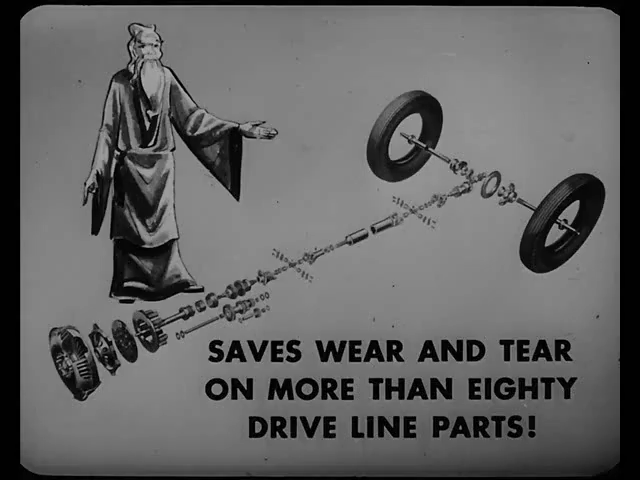 SAVES WEAR AND TEAR
ON MORE THAN EIGHTY
DRIVE LINE PARTS!